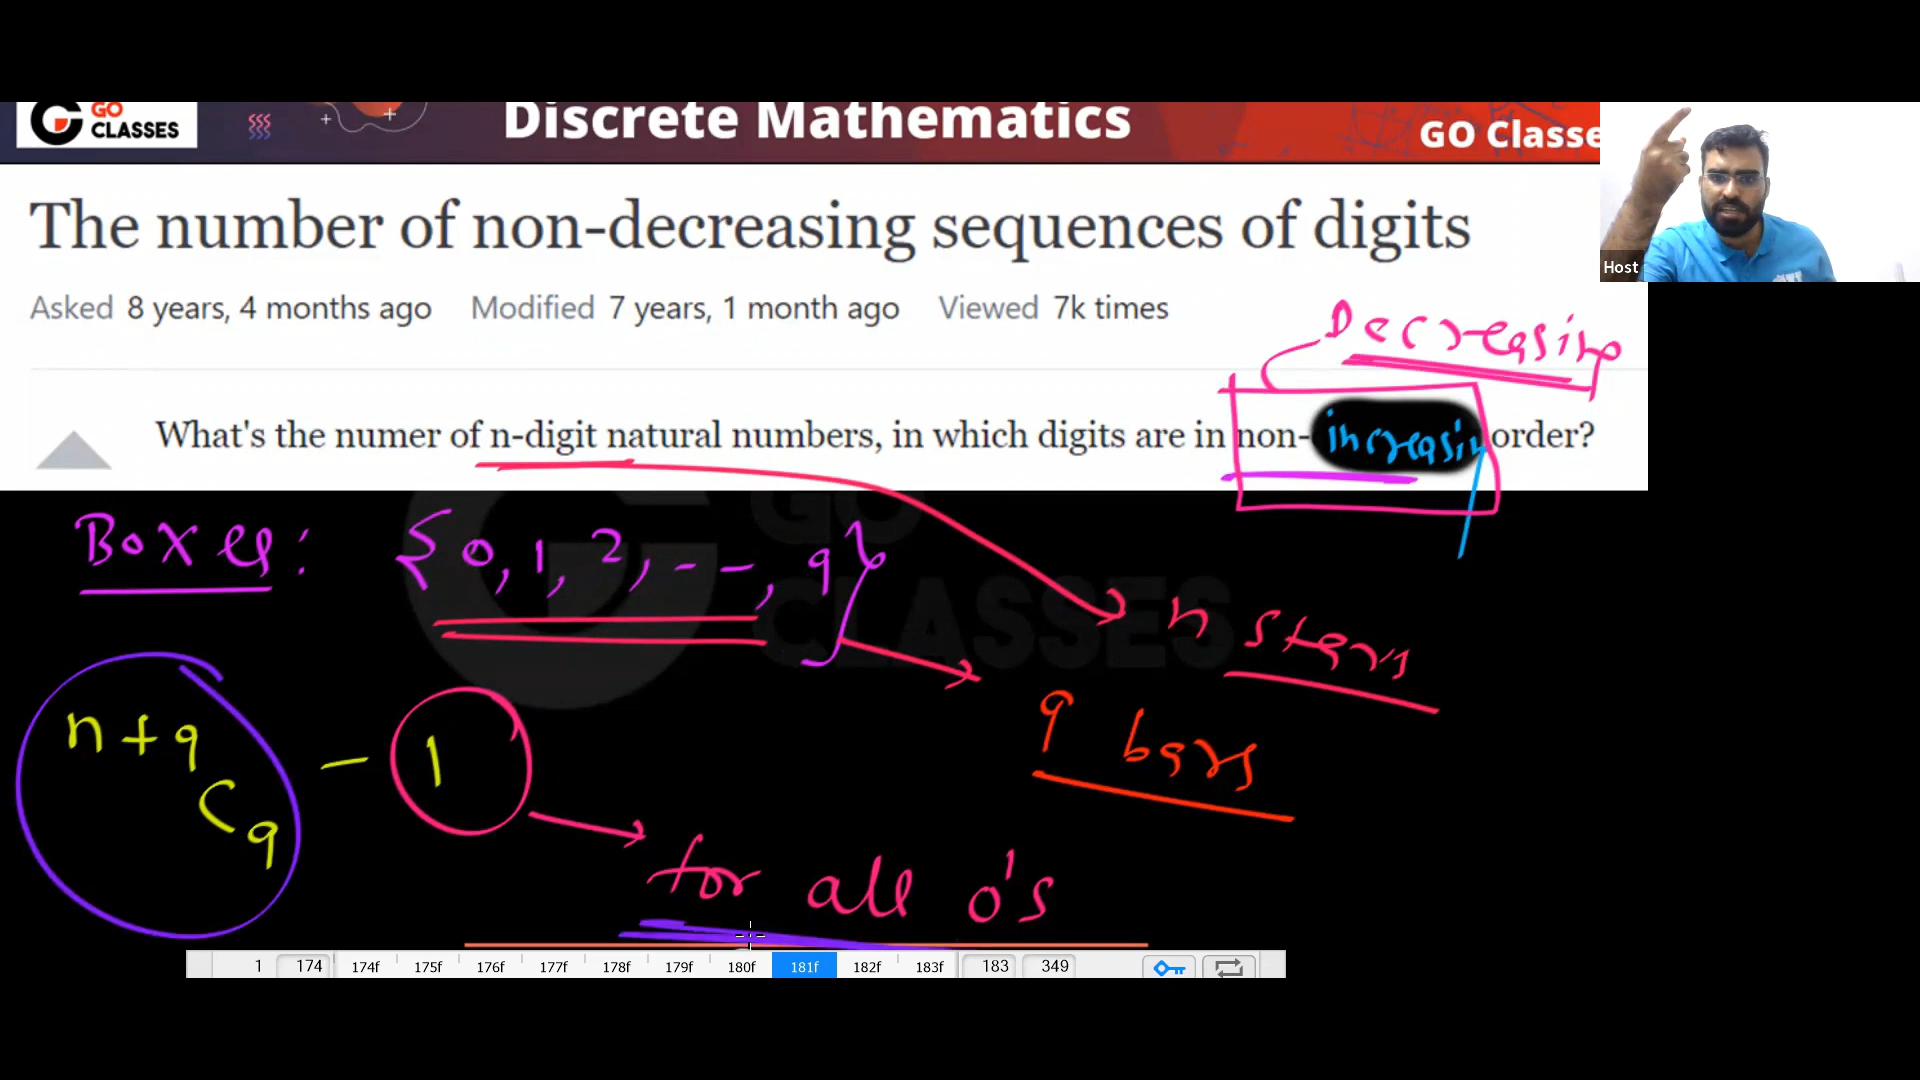 GO
CLASSES
Discrete Mathematics
GO Classe
Host
The number of non-decreasing sequences of digits
Asked 8 years, 4 months ago Modified 7 years, 1 month ago Viewed 7k times
Decreasing
What's the numer of n-digit natural numbers, in which digits are in non-increasing order?
GO
CLASSES
Boxes: {0, 1, 2, - -, 9}
n stars
9 bars
n+9C9 - 1
for all 0's
1 174 174f 175f 176f 177f 178f 179f 180f 181f 182f 183f 183 349